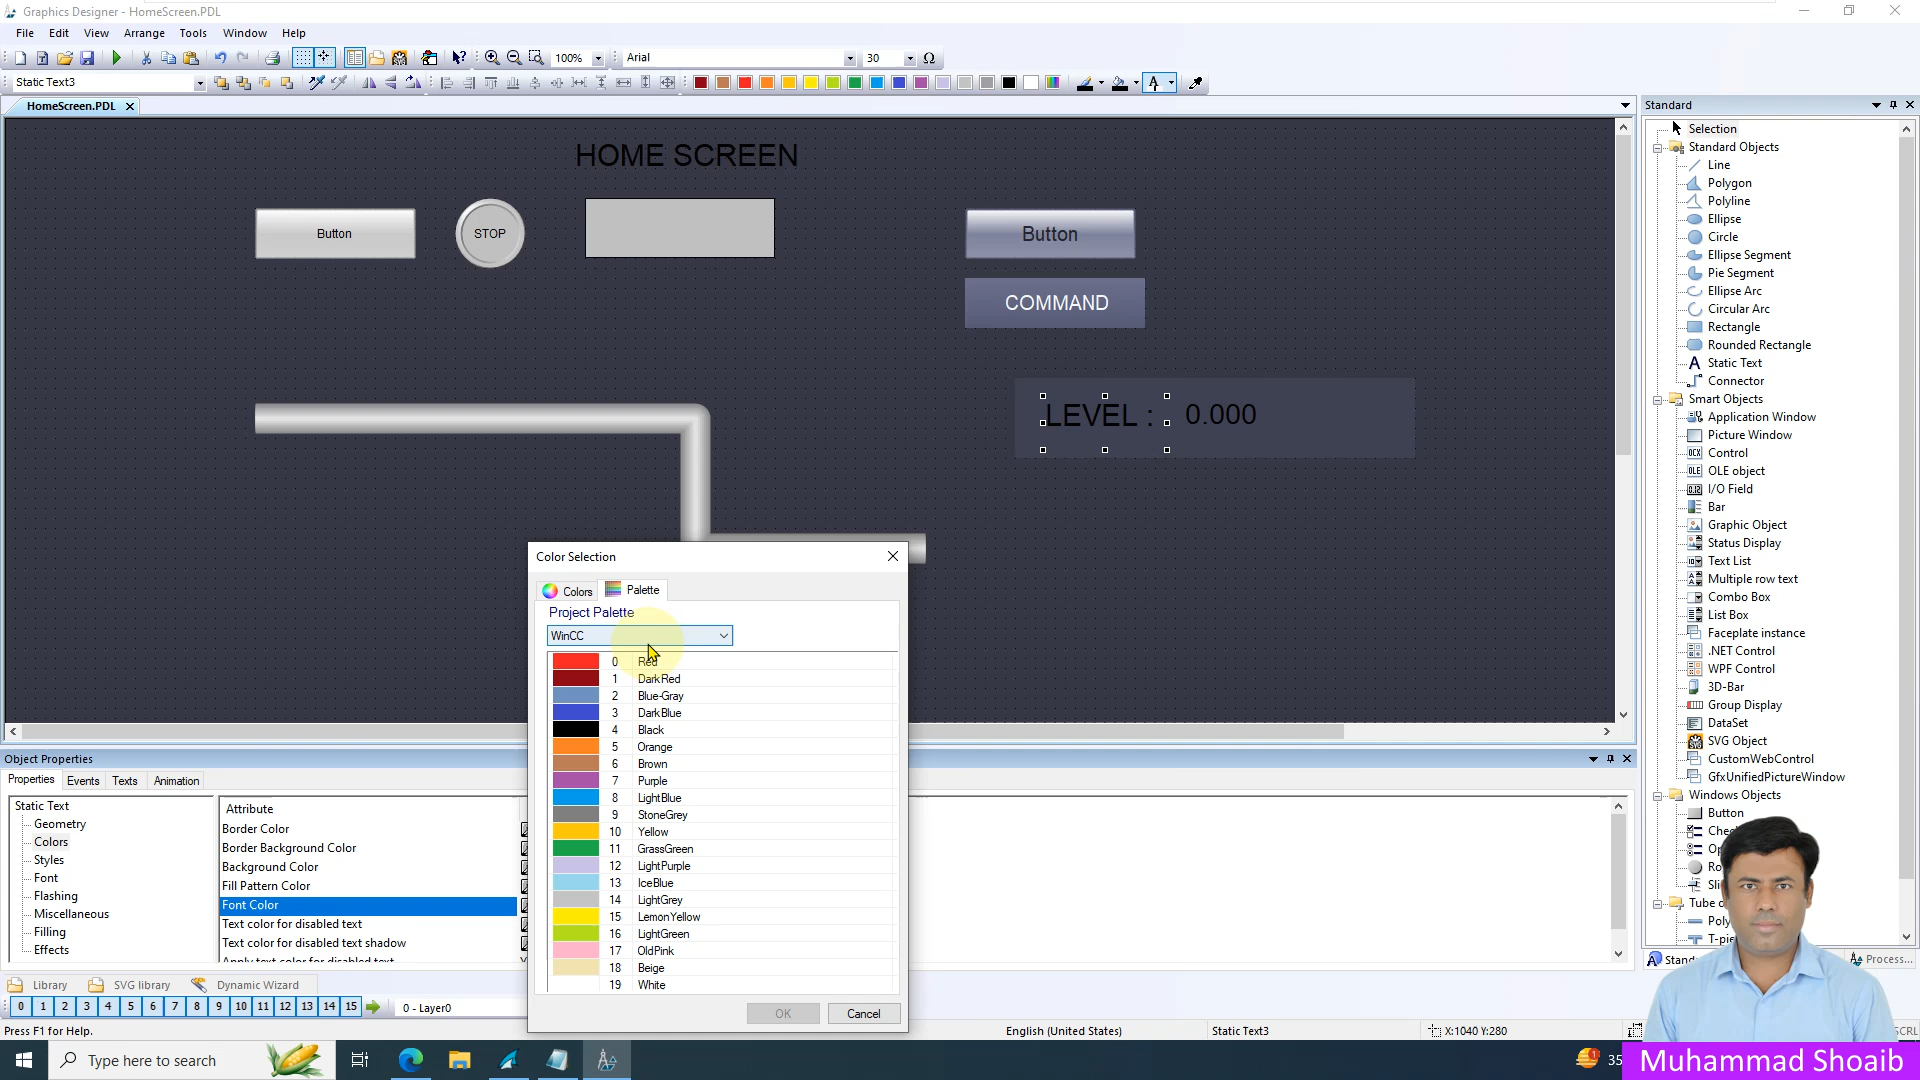 Graphics Designer - HomeScreen.PDL
File Edit View Arrange Tools Window Help
100% Arial 30
Static Text3
HomeScreen.PDL
HOME SCREEN
Button
STOP
Button
COMMAND
LEVEL : 0.000
Standard
Selection
Standard Objects
Line
Polygon
Polyline
Ellipse
Circle
Ellipse Segment
Pie Segment
Ellipse Arc
Circular Arc
Rectangle
Rounded Rectangle
Static Text
Connector
Smart Objects
Application Window
Picture Window
Control
OLE object
I/O Field
Bar
Graphic Object
Status Display
Text List
Multiple row text
Combo Box
List Box
Faceplate instance
.NET Control
WPF Control
3D-Bar
Group Display
DataSet
SVG Object
CustomWebControl
GfxUnifiedPictureWindow
Windows Objects
Button
Process...
Color Selection
Colors Palette
Project Palette
WinCC
0 Red
1 DarkRed
2 Blue-Gray
3 DarkBlue
4 Black
5 Orange
6 Brown
7 Purple
8 LightBlue
9 StoneGrey
10 Yellow
11 GrassGreen
12 LightPurple
13 IceBlue
14 LightGrey
15 LemonYellow
16 LightGreen
17 OldPink
18 Beige
19 White
OK Cancel
Object Properties
Properties Events Texts Animation
Static Text
Geometry
Colors
Styles
Font
Flashing
Miscellaneous
Filling
Effects
Attribute
Border Color
Border Background Color
Background Color
Fill Pattern Color
Font Color
Text color for disabled text
Text color for disabled text shadow
Apply text color for disabled text
Library SVG library Dynamic Wizard
0 1 2 3 4 5 6 7 8 9 10 11 12 13 14 15 0 - Layer0
Press F1 for Help. English (United States) Static Text3 X:1040 Y:280
Type here to search
Muhammad Shoaib